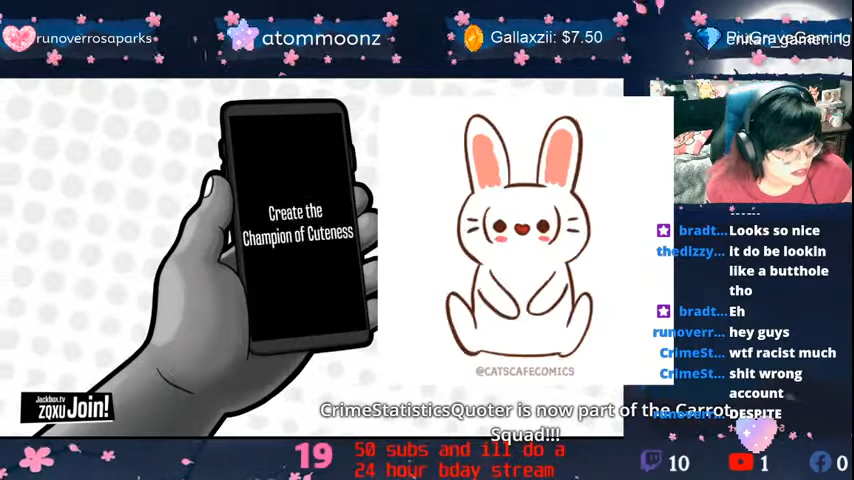 runoverrosaparks
atommoonz
Gallaxzii: $7.50
PiuGraveGaming
Create the
Champion of Cuteness
@CATSCAFECOMICS
Jackbox.tv
ZQXU Join!
bradt... Looks so nice
thedizzy... It do be lookin
like a butthole
tho
bradt... Eh
runoverr... hey guys
CrimeSt... wtf racist much
CrimeSt... shit wrong
account
DESPITE
CrimeStatisticsQuoter is now part of the Carrot
Squad!!!
19
50 subs and ill do a
24 hour bday stream
10
1
0